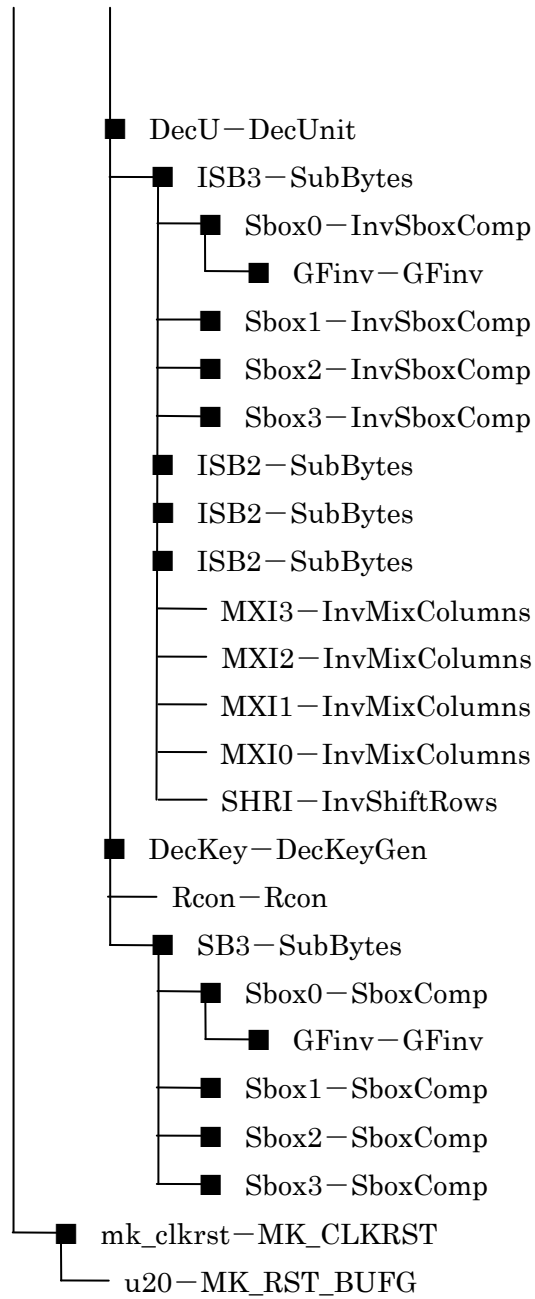 DecU－DecUnit
ISB3－SubBytes
Sbox0－InvSboxComp
GFinv－GFinv
Sbox1－InvSboxComp
Sbox2－InvSboxComp
Sbox3－InvSboxComp
ISB2－SubBytes
ISB2－SubBytes
ISB2－SubBytes
MXI3－InvMixColumns
MXI2－InvMixColumns
MXI1－InvMixColumns
MXI0－InvMixColumns
SHRI－InvShiftRows
DecKey－DecKeyGen
Rcon－Rcon
SB3－SubBytes
Sbox0－SboxComp
GFinv－GFinv
Sbox1－SboxComp
Sbox2－SboxComp
Sbox3－SboxComp
mk_clkrst－MK_CLKRST
u20－MK_RST_BUFG